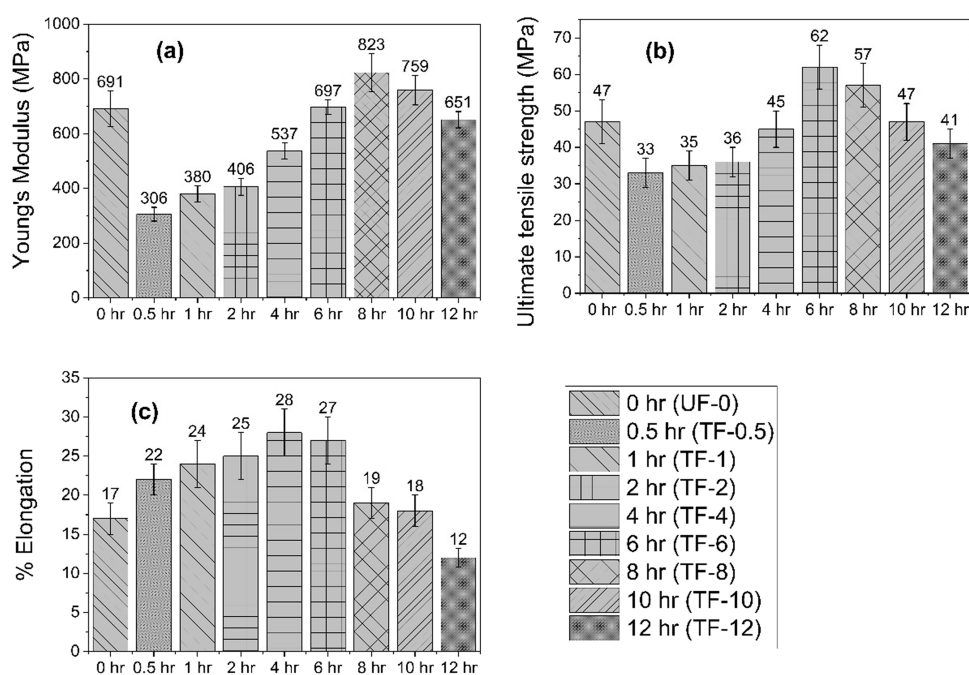 (a)
Young's Modulus (MPa)
1000
800
600
400
200
0
691
306
380
406
537
697
823
759
651
0 hr 0.5 hr 1 hr 2 hr 4 hr 6 hr 8 hr 10 hr 12 hr
(b)
Ultimate tensile strength (MPa)
70
60
50
40
30
20
10
0
47
33
35
36
45
62
57
47
41
0 hr 0.5 hr 1 hr 2 hr 4 hr 6 hr 8 hr 10 hr 12 hr
(c)
% Elongation
35
30
25
20
15
10
5
0
17
22
24
25
28
27
19
18
12
0 hr 0.5 hr 1 hr 2 hr 4 hr 6 hr 8 hr 10 hr 12 hr
0 hr (UF-0)
0.5 hr (TF-0.5)
1 hr (TF-1)
2 hr (TF-2)
4 hr (TF-4)
6 hr (TF-6)
8 hr (TF-8)
10 hr (TF-10)
12 hr (TF-12)